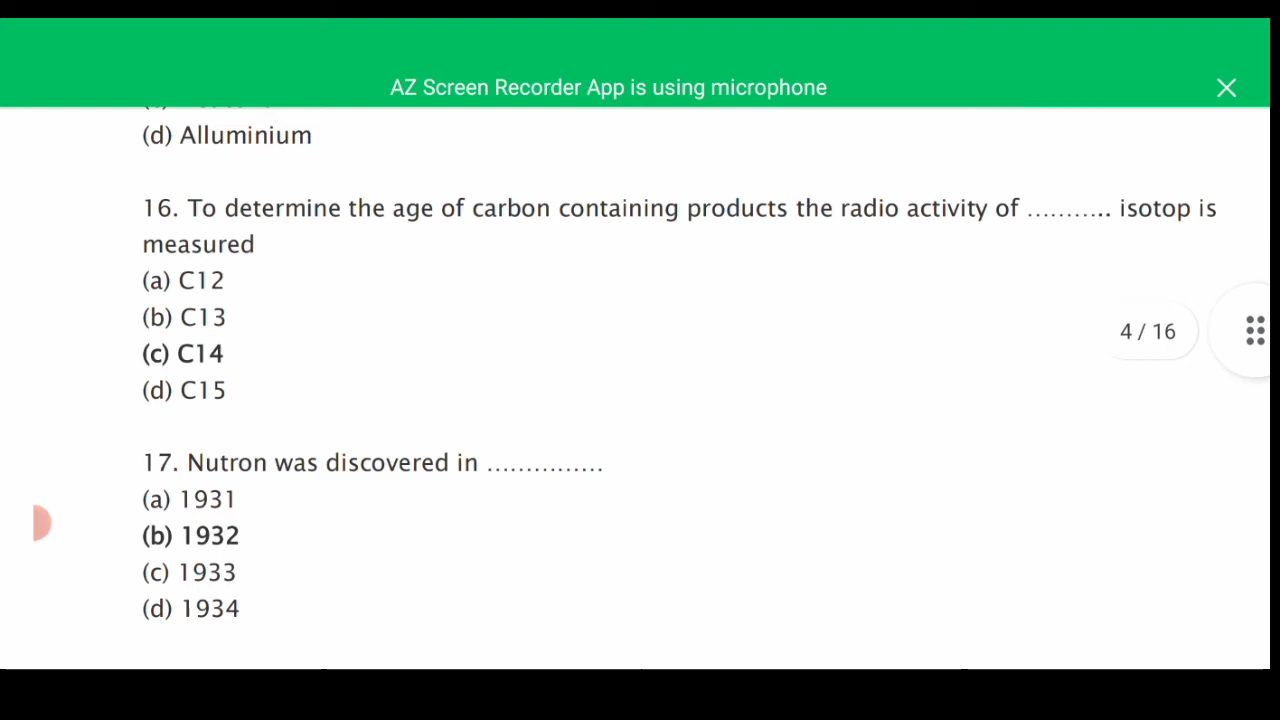 AZ Screen Recorder App is using microphone
(d) Alluminium
16. To determine the age of carbon containing products the radio activity of ……….. isotop is
measured
(a) C12
(b) C13
(c) C14
(d) C15
4 / 16
17. Nutron was discovered in ……………
(a) 1931
(b) 1932
(c) 1933
(d) 1934